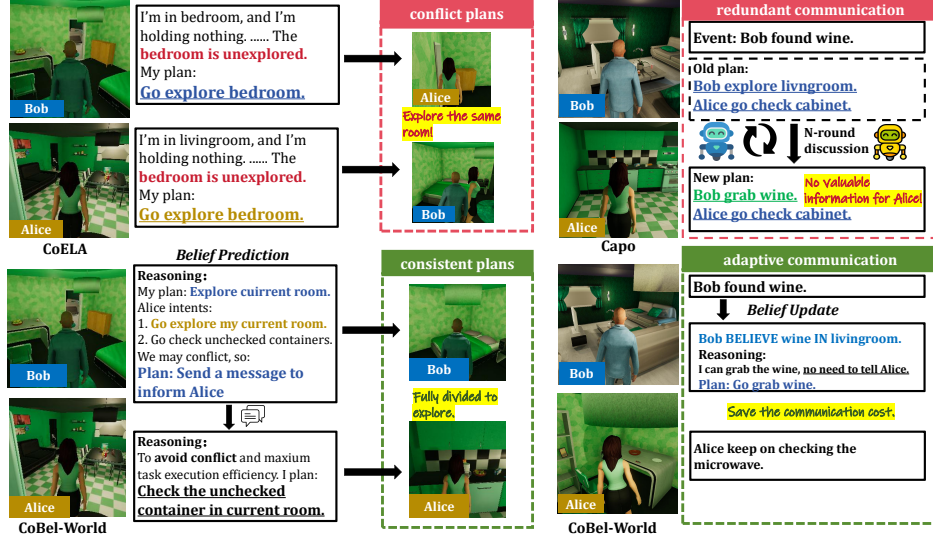 Bob
I'm in bedroom, and I'm
holding nothing. ...... The
bedroom is unexplored.
My plan:
Go explore bedroom.
Alice
I'm in livingroom, and I'm
holding nothing. ...... The
bedroom is unexplored.
My plan:
Go explore bedroom.
CoELA
conflict plans
Alice
Explore the same
room!
Bob
redundant communication
Bob
Event: Bob found wine.
Old plan:
Bob explore livngroom.
Alice go check cabinet.
N-round
discussion
New plan:
Bob grab wine.
Alice go check cabinet.
No valuable
information for Alice!
Alice
Capo
Belief Prediction
Bob
Reasoning:
My plan: Explore cuirrent room.
Alice intents:
1. Go explore my current room.
2. Go check unchecked containers.
We may conflict, so:
Plan: Send a message to
inform Alice
Alice
Reasoning:
To avoid conflict and maxium
task execution efficiency. I plan:
Check the unchecked
container in current room.
CoBel-World
consistent plans
Bob
Fully divided to
explore.
Alice
adaptive communication
Bob
Bob found wine.
Belief Update
Bob BELIEVE wine IN livingroom.
Reasoning:
I can grab the wine, no need to tell Alice.
Plan: Go grab wine.
Save the communication cost.
Alice keep on checking the
microwave.
Alice
CoBel-World